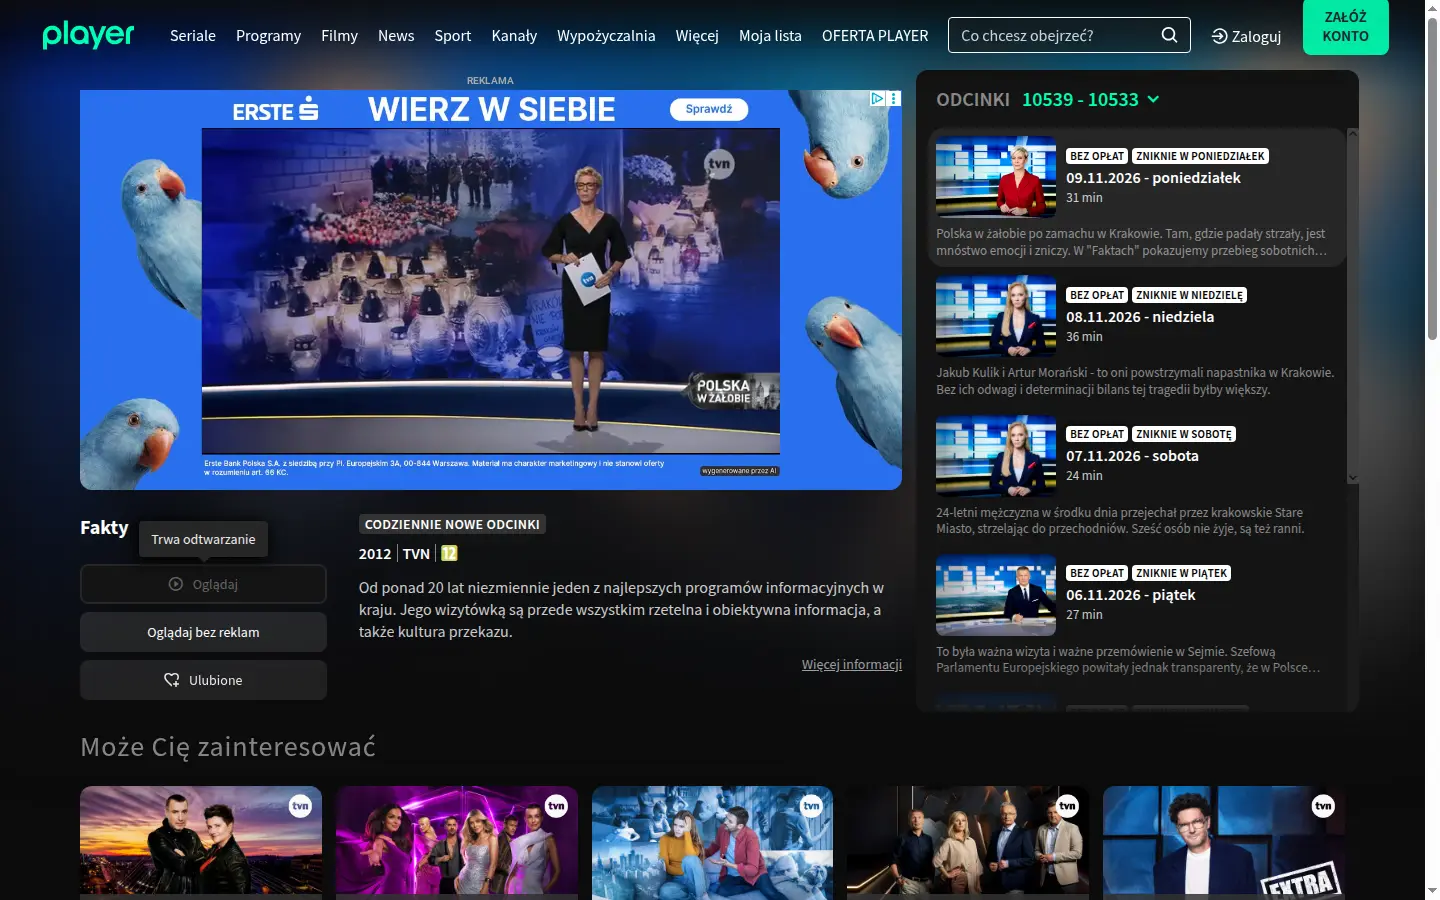 player
Seriale
Programy
Filmy
News
Sport
Kanały
Wypożyczalnia
Więcej
Moja lista
OFERTA PLAYER
Co chcesz obejrzeć?
Zaloguj
ZAŁÓŻ
KONTO
REKLAMA
ERSTE
WIERZ W SIEBIE
Sprawdź
tvn
tvn
POLSKA
W ŻAŁOBIE
Erste Bank Polska S.A. z siedzibą przy Pl. Europejskim 3A, 00-844 Warszawa. Materiał ma charakter marketingowy i nie stanowi oferty
w rozumieniu art. 66 KC.
wygenerowane przez AI
ODCINKI 10539 - 10533
BEZ OPŁAT ZNIKNIE W PONIEDZIAŁEK
09.11.2026 - poniedziałek
31 min
Polska w żałobie po zamachu w Krakowie. Tam, gdzie padały strzały, jest
mnóstwo emocji i zniczy. W "Faktach" pokazujemy przebieg sobotnich...
BEZ OPŁAT ZNIKNIE W NIEDZIELĘ
08.11.2026 - niedziela
36 min
Jakub Kulik i Artur Morański - to oni powstrzymali napastnika w Krakowie.
Bez ich odwagi i determinacji bilans tej tragedii byłby większy.
BEZ OPŁAT ZNIKNIE W SOBOTĘ
07.11.2026 - sobota
24 min
24-letni mężczyzna w środku dnia przejechał przez krakowskie Stare
Miasto, strzelając do przechodniów. Sześć osób nie żyje, są też ranni.
BEZ OPŁAT ZNIKNIE W PIĄTEK
06.11.2026 - piątek
27 min
To była ważna wizyta i ważne przemówienie w Sejmie. Szefową
Parlamentu Europejskiego powitały jednak transparenty, że w Polsce...
Fakty
Trwa odtwarzanie
Oglądaj
Oglądaj bez reklam
Ulubione
CODZIENNIE NOWE ODCINKI
2012 | TVN | 12
Od ponad 20 lat niezmiennie jeden z najlepszych programów informacyjnych w
kraju. Jego wizytówką są przede wszystkim rzetelna i obiektywna informacja, a
także kultura przekazu.
Więcej informacji
Może Cię zainteresować
tvn
tvn
tvn
tvn
tvn
EXTRA